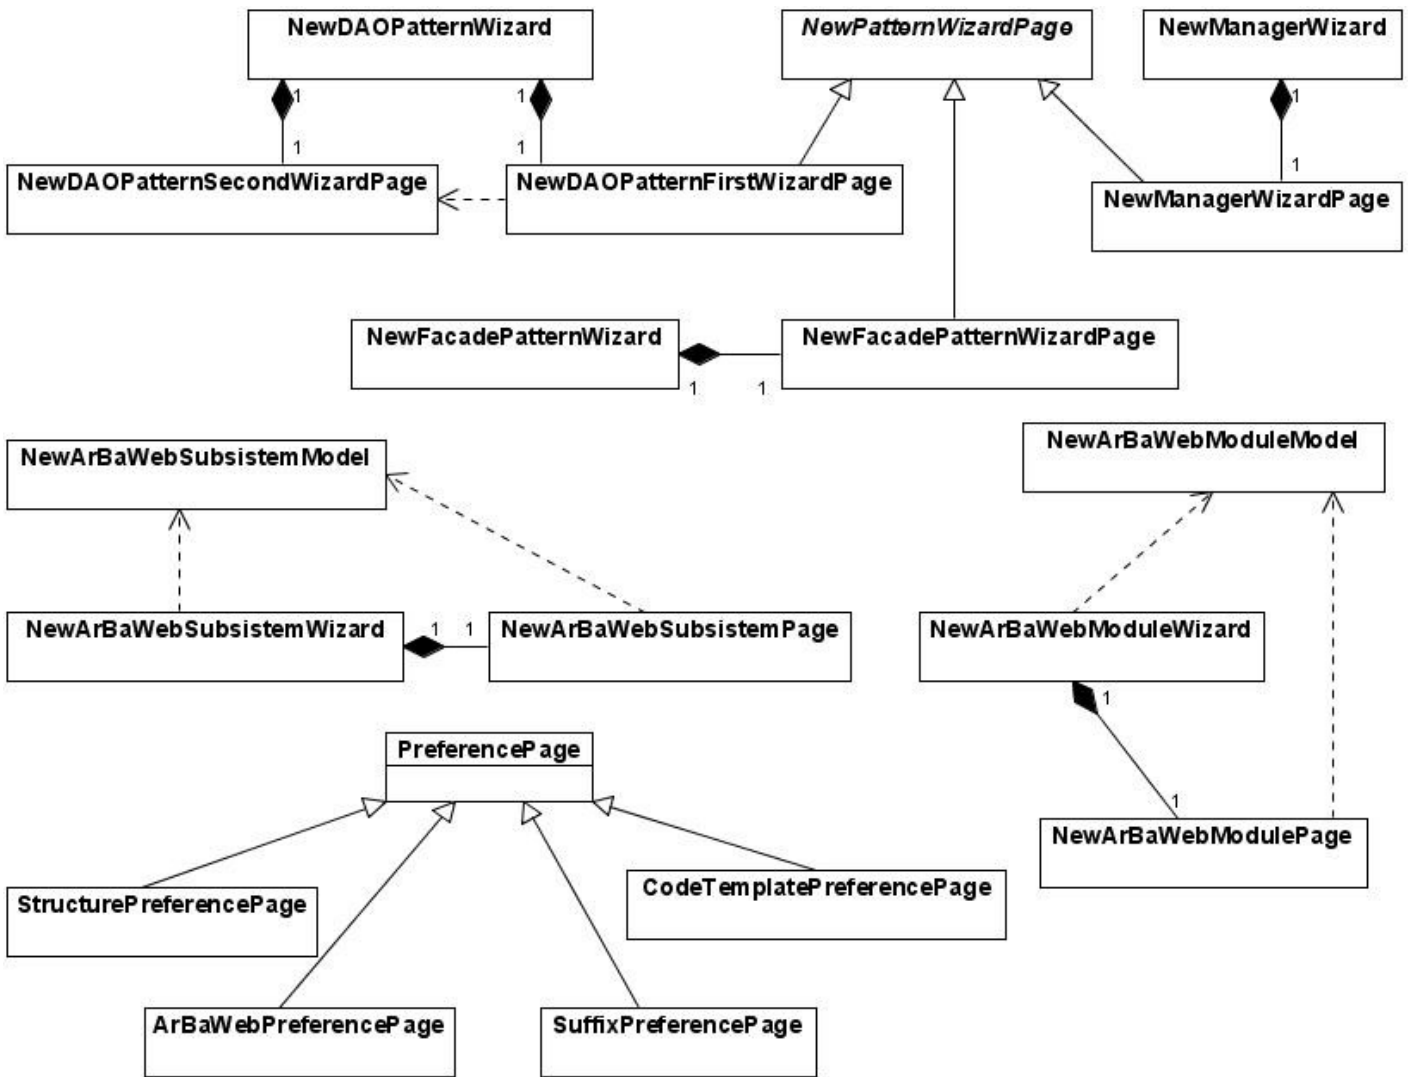 NewDAOPatternWizard
NewPatternWizardPage
NewManagerWizard
1
1
1
1
1
1
NewDAOPatternSecondWizardPage
NewDAOPatternFirstWizardPage
NewManagerWizardPage
NewFacadePatternWizard
NewFacadePatternWizardPage
1
1
NewArBaWebSubsistemModel
NewArBaWebModuleModel
NewArBaWebSubsistemWizard
1
1
NewArBaWebSubsistemPage
NewArBaWebModuleWizard
1
1
PreferencePage
NewArBaWebModulePage
StructurePreferencePage
CodeTemplatePreferencePage
ArBaWebPreferencePage
SuffixPreferencePage